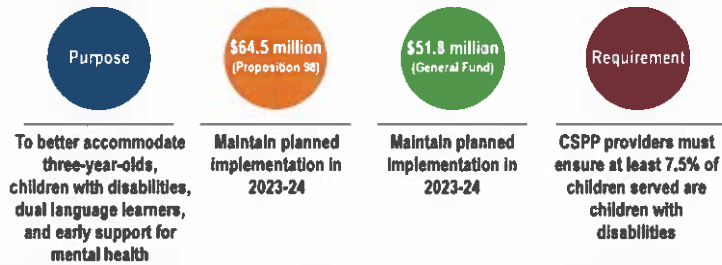 Purpose
$64.5 million
(Proposition 98)
$51.8 million
(General Fund)
Requirement
To better accommodate
three-year-olds,
children with disabilities,
dual language learners,
and early support for
mental health
Maintain planned
implementation in
2023-24
Maintain planned
implementation in
2023-24
CSPP providers must
ensure at least 7.5% of
children served are
children with
disabilities